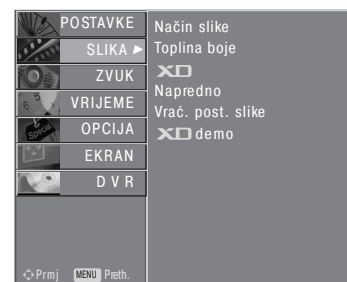 POSTAVKE
SLIKA ►
ZVUK
VRIJEME
OPCIJA
EKRAN
DVR
Način slike
Toplina boje
XD
Napredno
Vrać. post. slike
XD demo
Prmj MENU Preth.